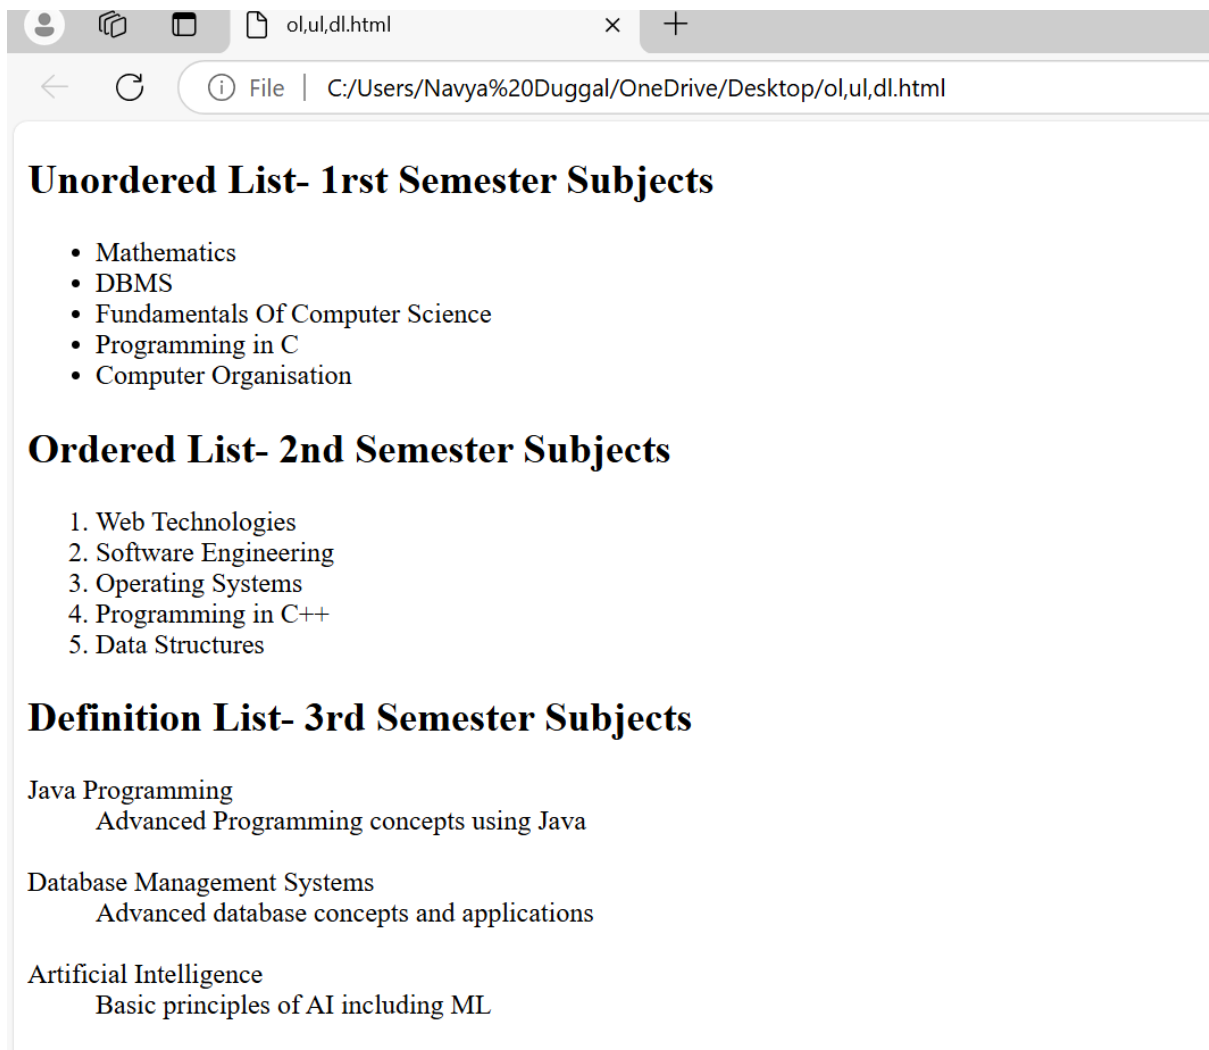 ol,ul,dl.html
File | C:/Users/Navya%20Duggal/OneDrive/Desktop/ol,ul,dl.html
Unordered List- 1rst Semester Subjects
• Mathematics
• DBMS
• Fundamentals Of Computer Science
• Programming in C
• Computer Organisation
Ordered List- 2nd Semester Subjects
1. Web Technologies
2. Software Engineering
3. Operating Systems
4. Programming in C++
5. Data Structures
Definition List- 3rd Semester Subjects
Java Programming
Advanced Programming concepts using Java
Database Management Systems
Advanced database concepts and applications
Artificial Intelligence
Basic principles of AI including ML